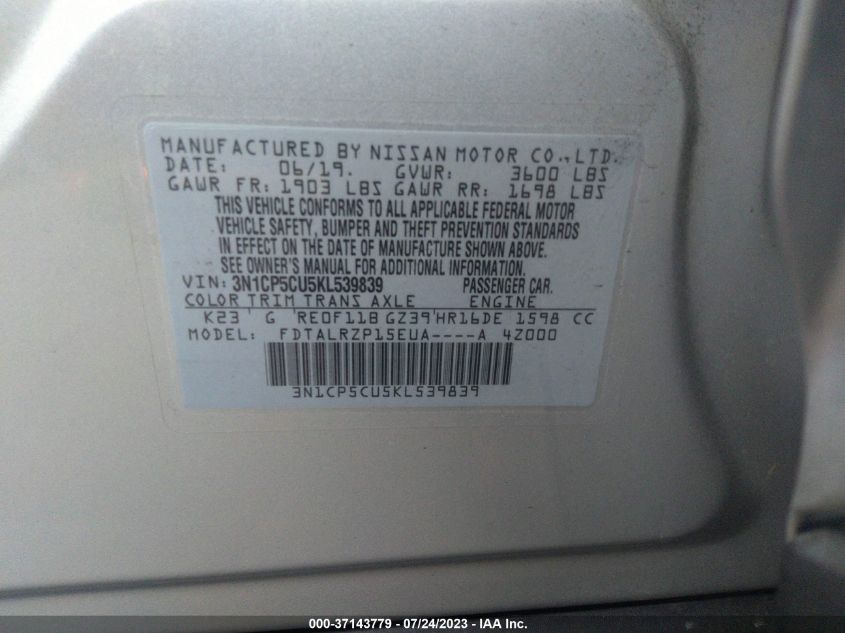 MANUFACTURED BY NISSAN MOTOR CO.,LTD.
DATE: 06/19. GVWR: 3600 LBS
GAWR FR: 1903 LBS GAWR RR: 1698 LBS
THIS VEHICLE CONFORMS TO ALL APPLICABLE FEDERAL MOTOR
VEHICLE SAFETY, BUMPER AND THEFT PREVENTION STANDARDS
IN EFFECT ON THE DATE OF MANUFACTURE SHOWN ABOVE.
SEE OWNER'S MANUAL FOR ADDITIONAL INFORMATION.
VIN: 3N1CP5CU5KL539839 PASSENGER CAR.
COLOR TRIM TRANS AXLE ENGINE
K23 G RE0F11B GZ39 HR16DE 1598 CC
MODEL: FDTALRZP15EUA----A 4Z000
3N1CP5CU5KL539839
000-37143779 - 07/24/2023 - IAA Inc.